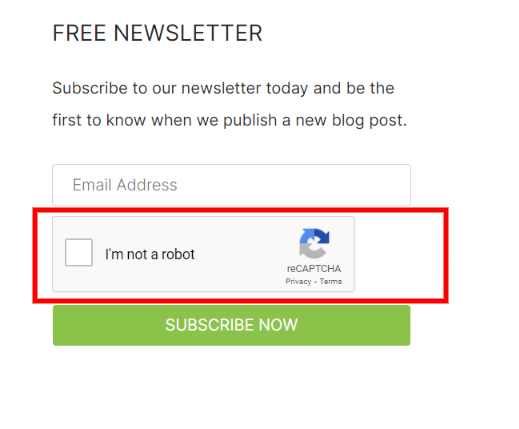 FREE NEWSLETTER
Subscribe to our newsletter today and be the
first to know when we publish a new blog post.
Email Address
I'm not a robot
reCAPTCHA
Privacy - Terms
SUBSCRIBE NOW